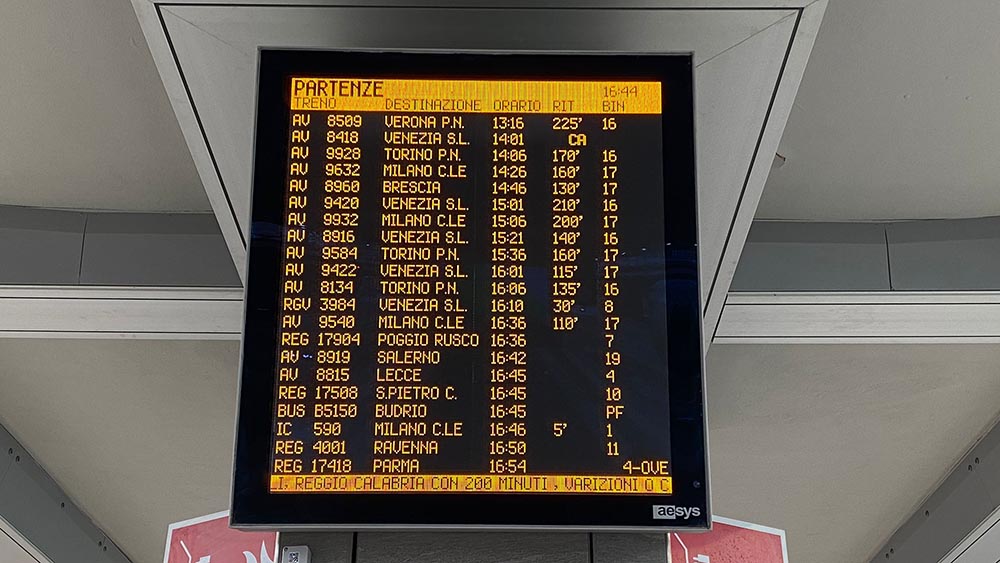 PARTENZE 16:44
TRENO DESTINAZIONE ORARIO RIT BIN
AV 8509 VERONA P.N. 13:16 225' 16
AV 8418 VENEZIA S.L. 14:01 CA
AV 9928 TORINO P.N. 14:06 170' 16
AV 9632 MILANO C.LE 14:26 160' 17
AV 8960 BRESCIA 14:46 130' 17
AV 9420 VENEZIA S.L. 15:01 210' 16
AV 9932 MILANO C.LE 15:06 200' 17
AV 8916 VENEZIA S.L. 15:21 140' 16
AV 9584 TORINO P.N. 15:36 160' 17
AV 9422 VENEZIA S.L. 16:01 115' 17
AV 8134 TORINO P.N. 16:06 135' 16
RGV 3984 VENEZIA S.L. 16:10 30' 8
AV 9540 MILANO C.LE 16:36 110' 17
REG 17904 POGGIO RUSCO 16:36 7
AV 8919 SALERNO 16:42 19
AV 8815 LECCE 16:45 4
REG 17508 S.PIETRO C. 16:45 10
BUS B5150 BUDRIO 16:45 PF
IC 590 MILANO C.LE 16:46 5' 1
REG 4001 RAVENNA 16:50 11
REG 17418 PARMA 16:54 4-OVE
LI, REGGIO CALABRIA CON 200 MINUTI , VARIZIONI O C
aesys